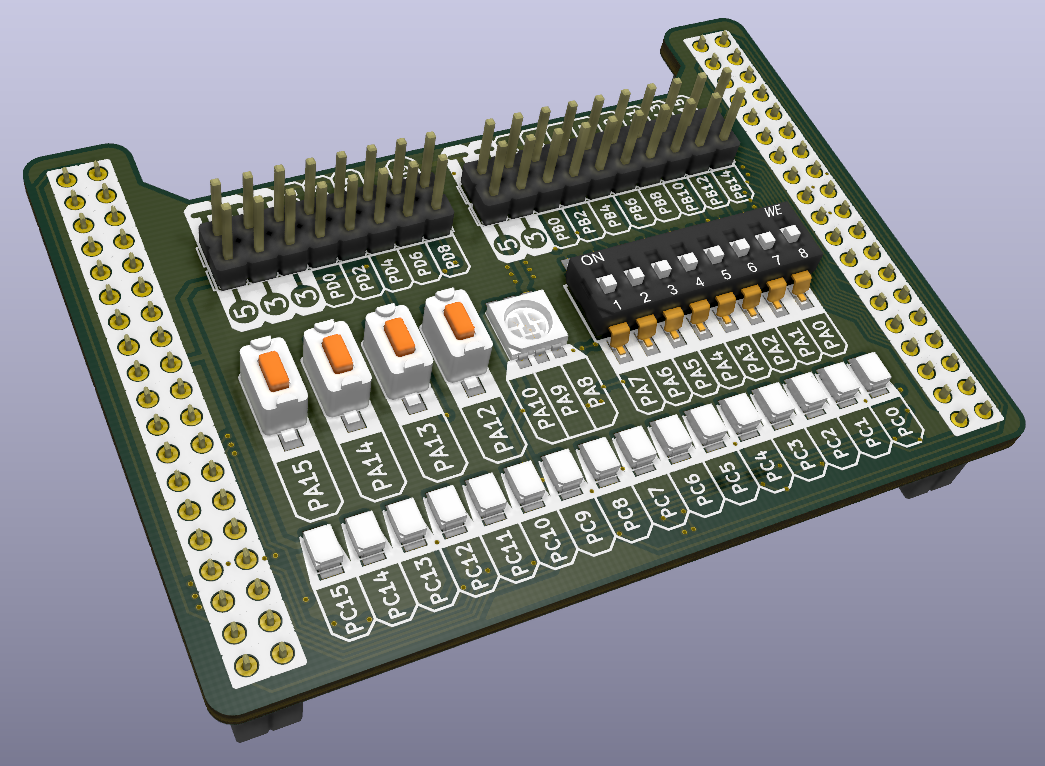 5
3
3
PD0
PD2
PD4
PD6
PD8
5
3
PB0
PB2
PB4
PB6
PB8
PB10
PB12
PB14
ON
WE
1
2
3
4
5
6
7
8
PA7
PA6
PA5
PA4
PA3
PA2
PA1
PA0
PA10
PA9
PA8
PA15
PA14
PA13
PA12
PC15
PC14
PC13
PC12
PC11
PC10
PC9
PC8
PC7
PC6
PC5
PC4
PC3
PC2
PC1
PC0